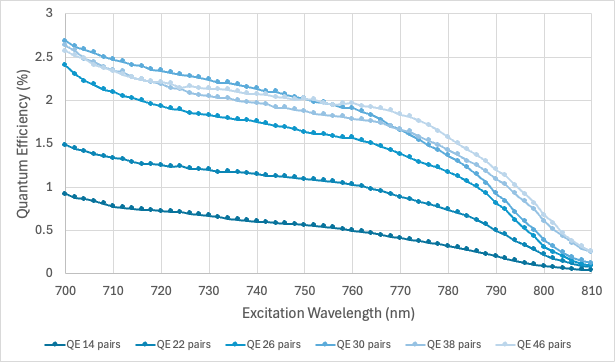 3
2.5
2
1.5
1
0.5
0
Quantum Efficiency (%)
700 710 720 730 740 750 760 770 780 790 800 810
Excitation Wavelength (nm)
QE 14 pairs QE 22 pairs QE 26 pairs QE 30 pairs QE 38 pairs QE 46 pairs